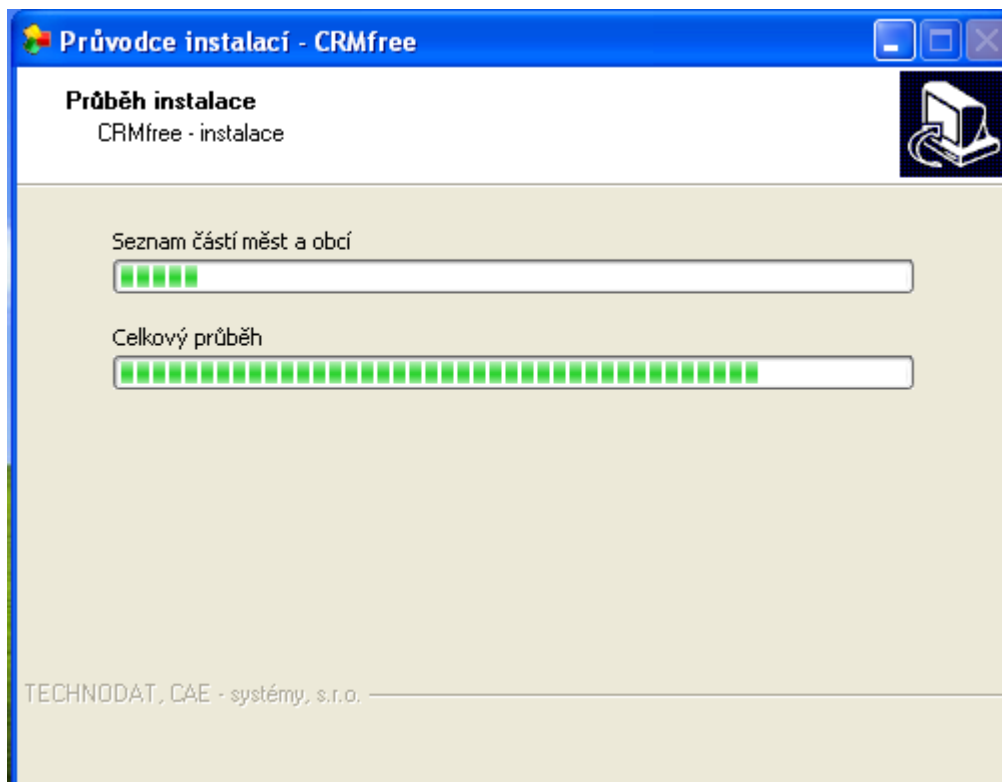 Průvodce instalací - CRMfree
Průběh instalace
CRMfree - instalace
Seznam částí měst a obcí
Celkový průběh
TECHNODAT, CAE - systémy, s.r.o.